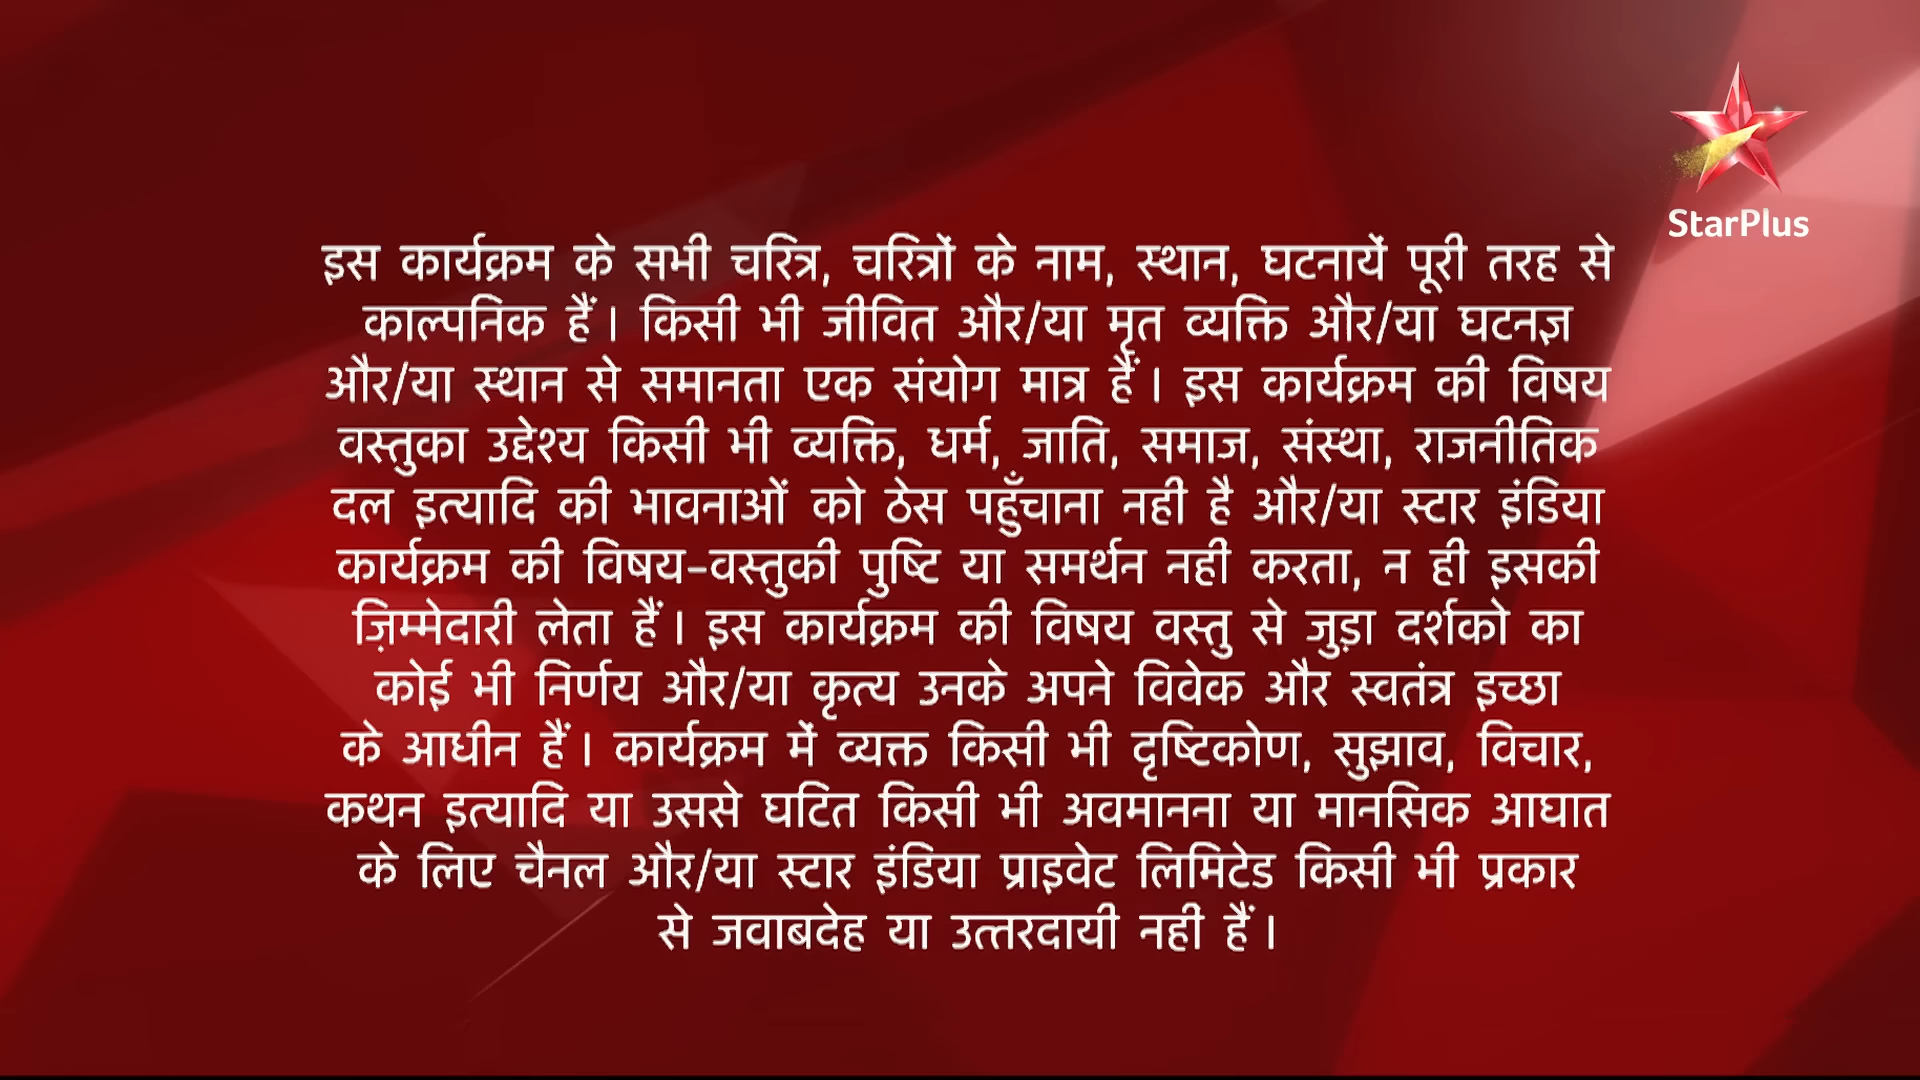 StarPlus
इस कार्यक्रम के सभी चरित्र, चरित्रों के नाम, स्थान, घटनायें पूरी तरह से
काल्पनिक हैं। किसी भी जीवित और/या मृत व्यक्ति और/या घटनज्ञ
और/या स्थान से समानता एक संयोग मात्र हैं। इस कार्यक्रम की विषय
वस्तुका उद्देश्य किसी भी व्यक्ति, धर्म, जाति, समाज, संस्था, राजनीतिक
दल इत्यादि की भावनाओं को ठेस पहुँचाना नहीं है और/या स्टार इंडिया
कार्यक्रम की विषय-वस्तुकी पुष्टि या समर्थन नहीं करता, न ही इसकी
ज़िम्मेदारी लेता हैं। इस कार्यक्रम की विषय वस्तु से जुड़ा दर्शको का
कोई भी निर्णय और/या कृत्य उनके अपने विवेक और स्वतंत्र इच्छा
के आधीन हैं। कार्यक्रम में व्यक्त किसी भी दृष्टिकोण, सुझाव, विचार,
कथन इत्यादि या उससे घटित किसी भी अवमानना या मानसिक आघात
के लिए चैनल और/या स्टार इंडिया प्राइवेट लिमिटेड किसी भी प्रकार
से जवाबदेह या उत्तरदायी नहीं हैं।